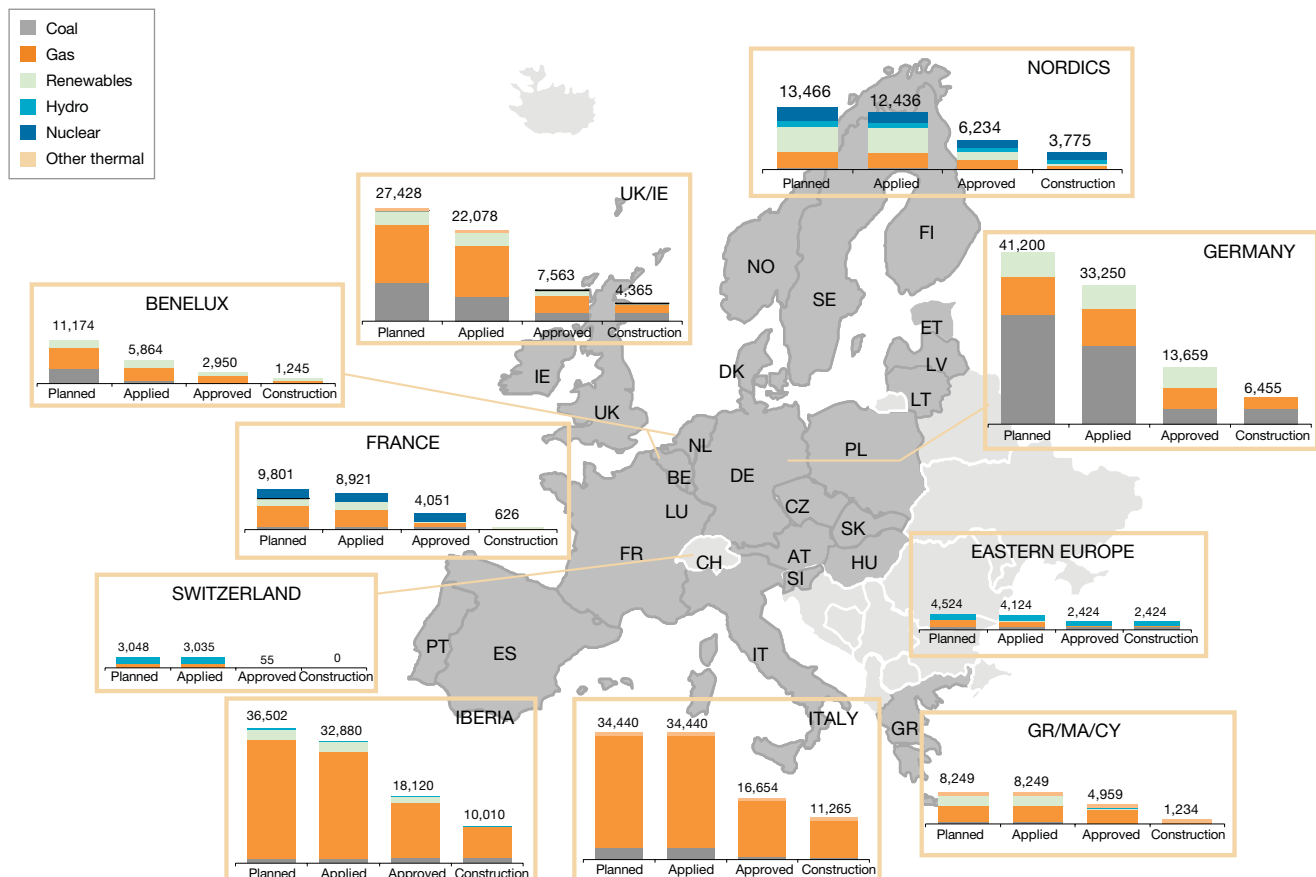 Coal
Gas
Renewables
Hydro
Nuclear
Other thermal
NORDICS
13,466
12,436
6,234
3,775
Planned
Applied
Approved
Construction
UK/IE
27,428
22,078
7,563
4,365
Planned
Applied
Approved
Construction
GERMANY
41,200
33,250
13,659
6,455
Planned
Applied
Approved
Construction
BENELUX
11,174
5,864
2,950
1,245
Planned
Applied
Approved
Construction
FRANCE
9,801
8,921
4,051
626
Planned
Applied
Approved
Construction
SWITZERLAND
3,048
3,035
55
0
Planned
Applied
Approved
Construction
EASTERN EUROPE
4,524
4,124
2,424
2,424
Planned
Applied
Approved
Construction
IBERIA
36,502
32,880
18,120
10,010
Planned
Applied
Approved
Construction
ITALY
34,440
34,440
16,654
11,265
Planned
Applied
Approved
Construction
GR/MA/CY
8,249
8,249
4,959
1,234
Planned
Applied
Approved
Construction
NO
SE
FI
ET
LV
LT
DK
IE
UK
NL
BE
LU
DE
PL
CZ
SK
AT
HU
SI
CH
FR
PT
ES
IT
GR